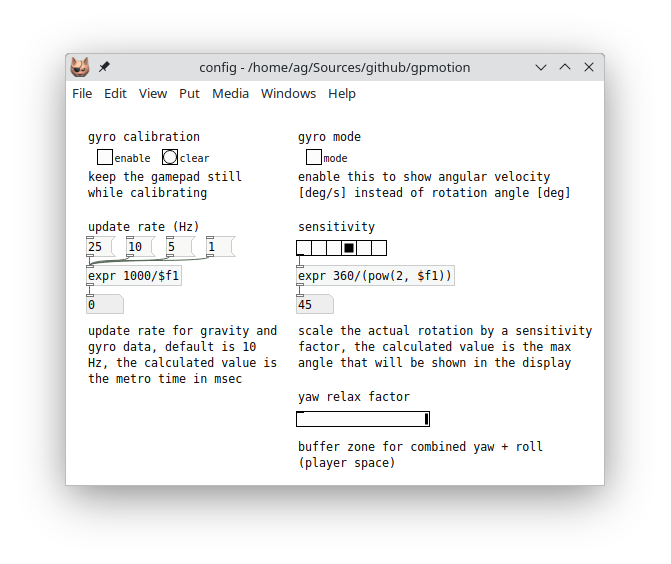 config - /home/ag/Sources/github/gpmotion
File Edit View Put Media Windows Help
gyro calibration
enable clear
keep the gamepad still
while calibrating
gyro mode
mode
enable this to show angular velocity
[deg/s] instead of rotation angle [deg]
update rate (Hz)
25 10 5 1
expr 1000/$f1
0
update rate for gravity and
gyro data, default is 10
Hz, the calculated value is
the metro time in msec
sensitivity
expr 360/(pow(2, $f1))
45
scale the actual rotation by a sensitivity
factor, the calculated value is the max
angle that will be shown in the display
yaw relax factor
buffer zone for combined yaw + roll
(player space)